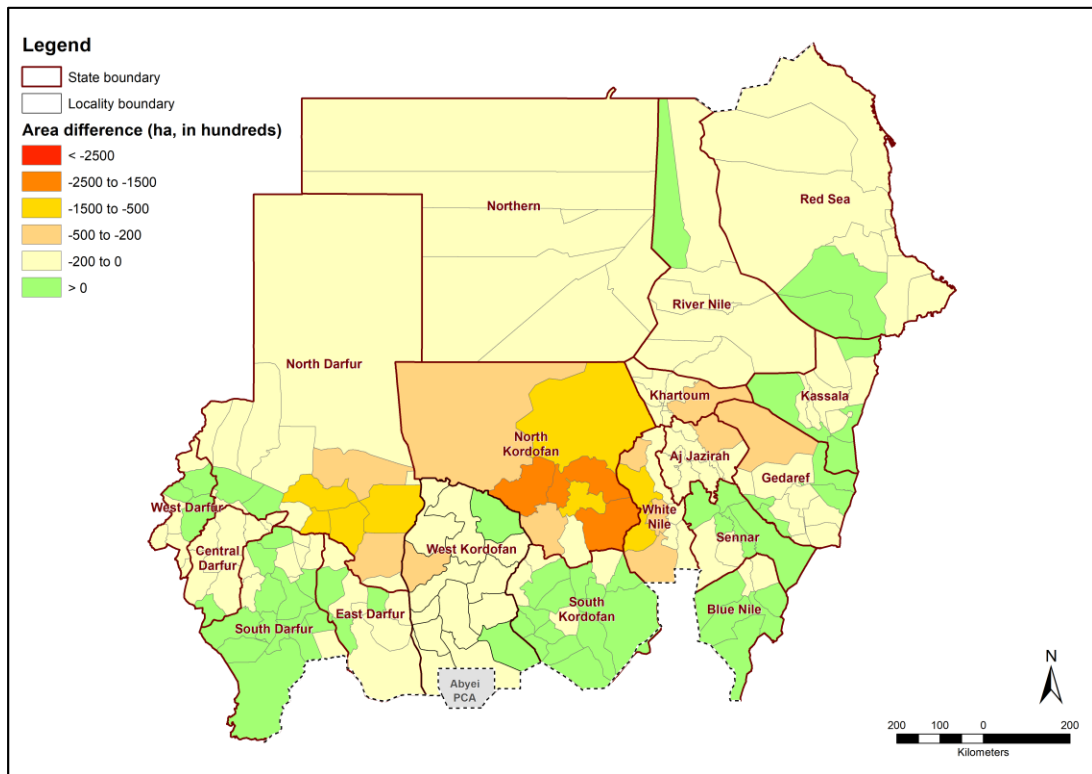 Legend
State boundary
Locality boundary
Area difference (ha, in hundreds)
< -2500
-2500 to -1500
-1500 to -500
-500 to -200
-200 to 0
> 0
Northern
Red Sea
River Nile
North Darfur
Khartoum
Kassala
North
Kordofan
Aj Jazirah
Gedaref
West Darfur
White
Nile
Sennar
Central
Darfur
West Kordofan
South
Kordofan
Blue Nile
East Darfur
South Darfur
Abyei
PCA
N
200 100 0 200
Kilometers